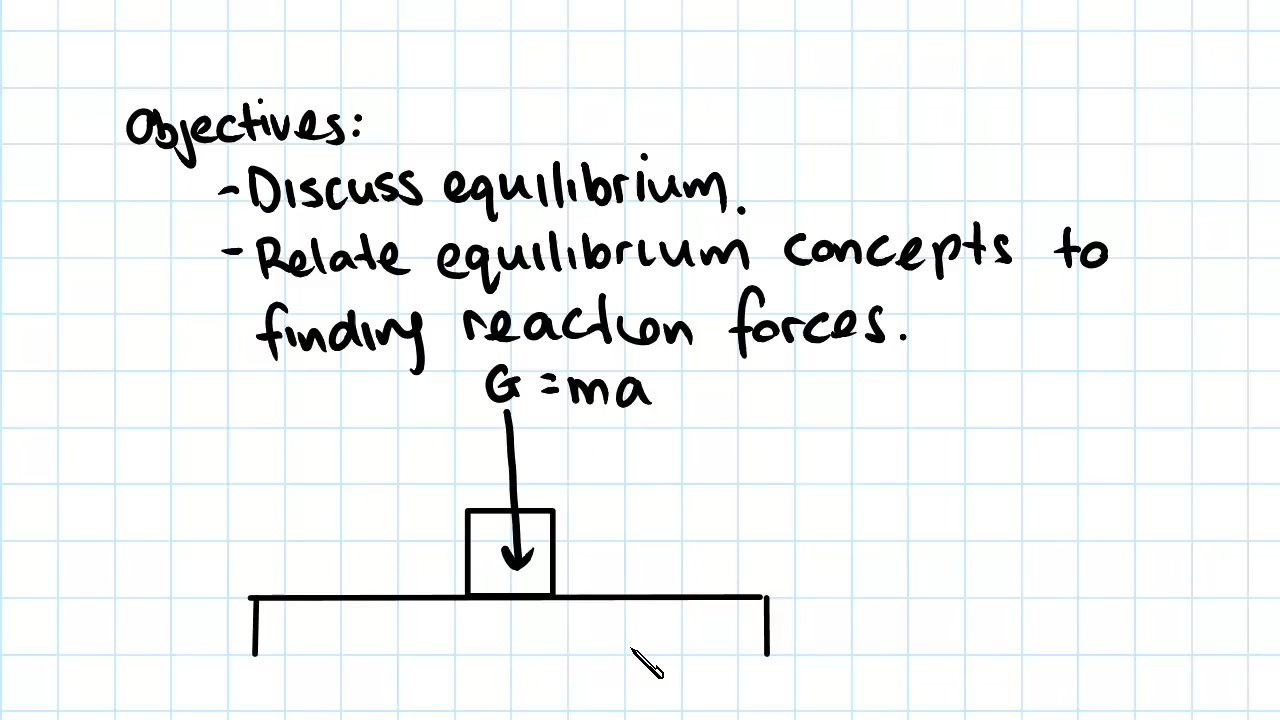 Objectives:
- Discuss equilibrium.
- Relate equilibrium concepts to
finding reaction forces.
G = ma